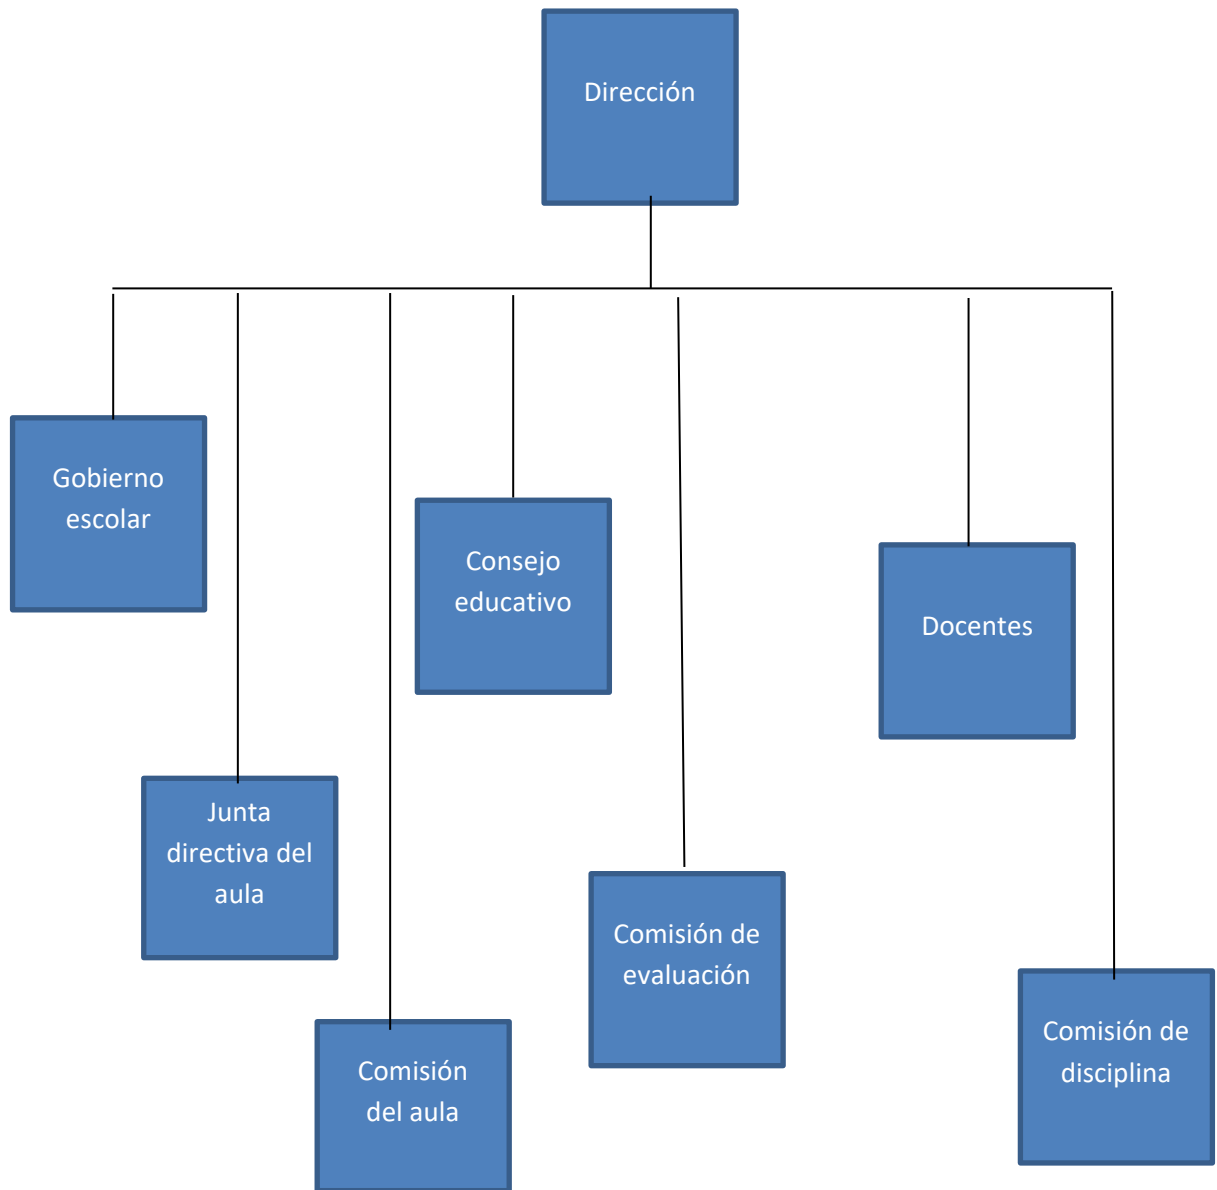 Dirección
Gobierno
escolar
Consejo
educativo
Docentes
Junta
directiva del
aula
Comisión de
evaluación
Comisión
del aula
Comisión de
disciplina